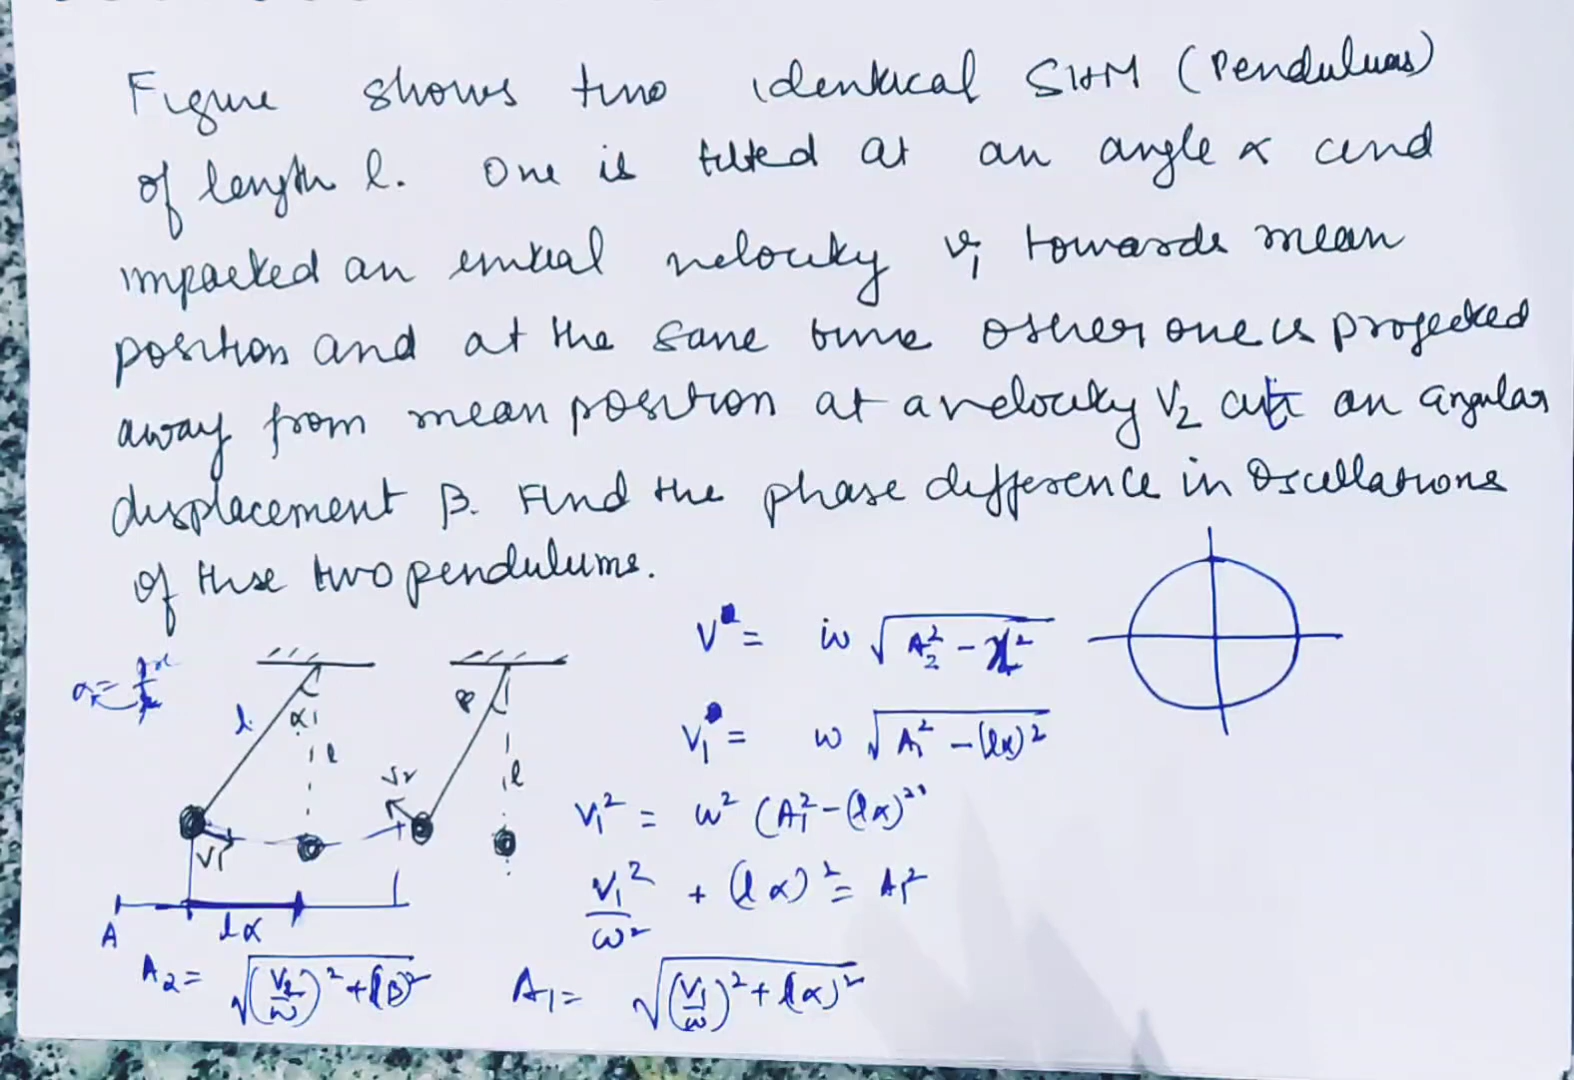 Figure shows two identical SHM (Pendulums)
of length l. One is tilted at an angle α and
imparted an initial velocity v₁ towards mean
position and at the same time other one is projected
away from mean position at a velocity V₂ at an angular
displacement β. Find the phase difference in Oscillations
of these two pendulums.
V = ω √(A₂² - x²)
V₁ = ω √(A₁² - (lα)²)
V₁² = ω² (A₁² - (lα)²)
V₁²/ω² + (lα)² = A₁²
l α l
V₁
β l
A lα
A₂ = √((V₂/ω)² + (lβ)²)
A₁ = √((V₁/ω)² + (lα)²)